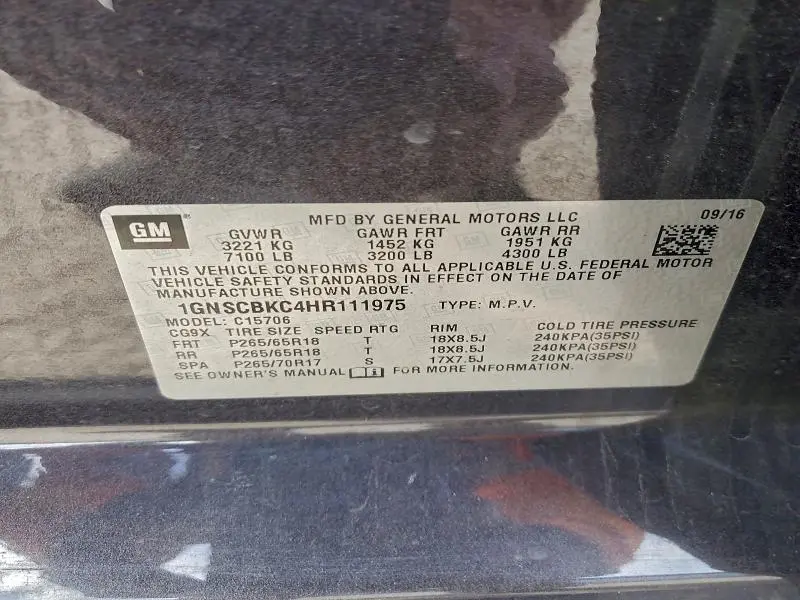 GM
MFD BY GENERAL MOTORS LLC 09/16
GVWR GAWR FRT GAWR RR
3221 KG 1452 KG 1951 KG
7100 LB 3200 LB 4300 LB
THIS VEHICLE CONFORMS TO ALL APPLICABLE U.S. FEDERAL MOTOR
VEHICLE SAFETY STANDARDS IN EFFECT ON THE DATE OF
MANUFACTURE SHOWN ABOVE.
1GNSCBKC4HR111975 TYPE: M.P.V.
MODEL: C15706
CG9X TIRE SIZE SPEED RTG RIM COLD TIRE PRESSURE
FRT P265/65R18 T 18X8.5J 240KPA(35PSI)
RR P265/65R18 T 18X8.5J 240KPA(35PSI)
SPA P265/70R17 S 17X7.5J 240KPA(35PSI)
SEE OWNER'S MANUAL FOR MORE INFORMATION.